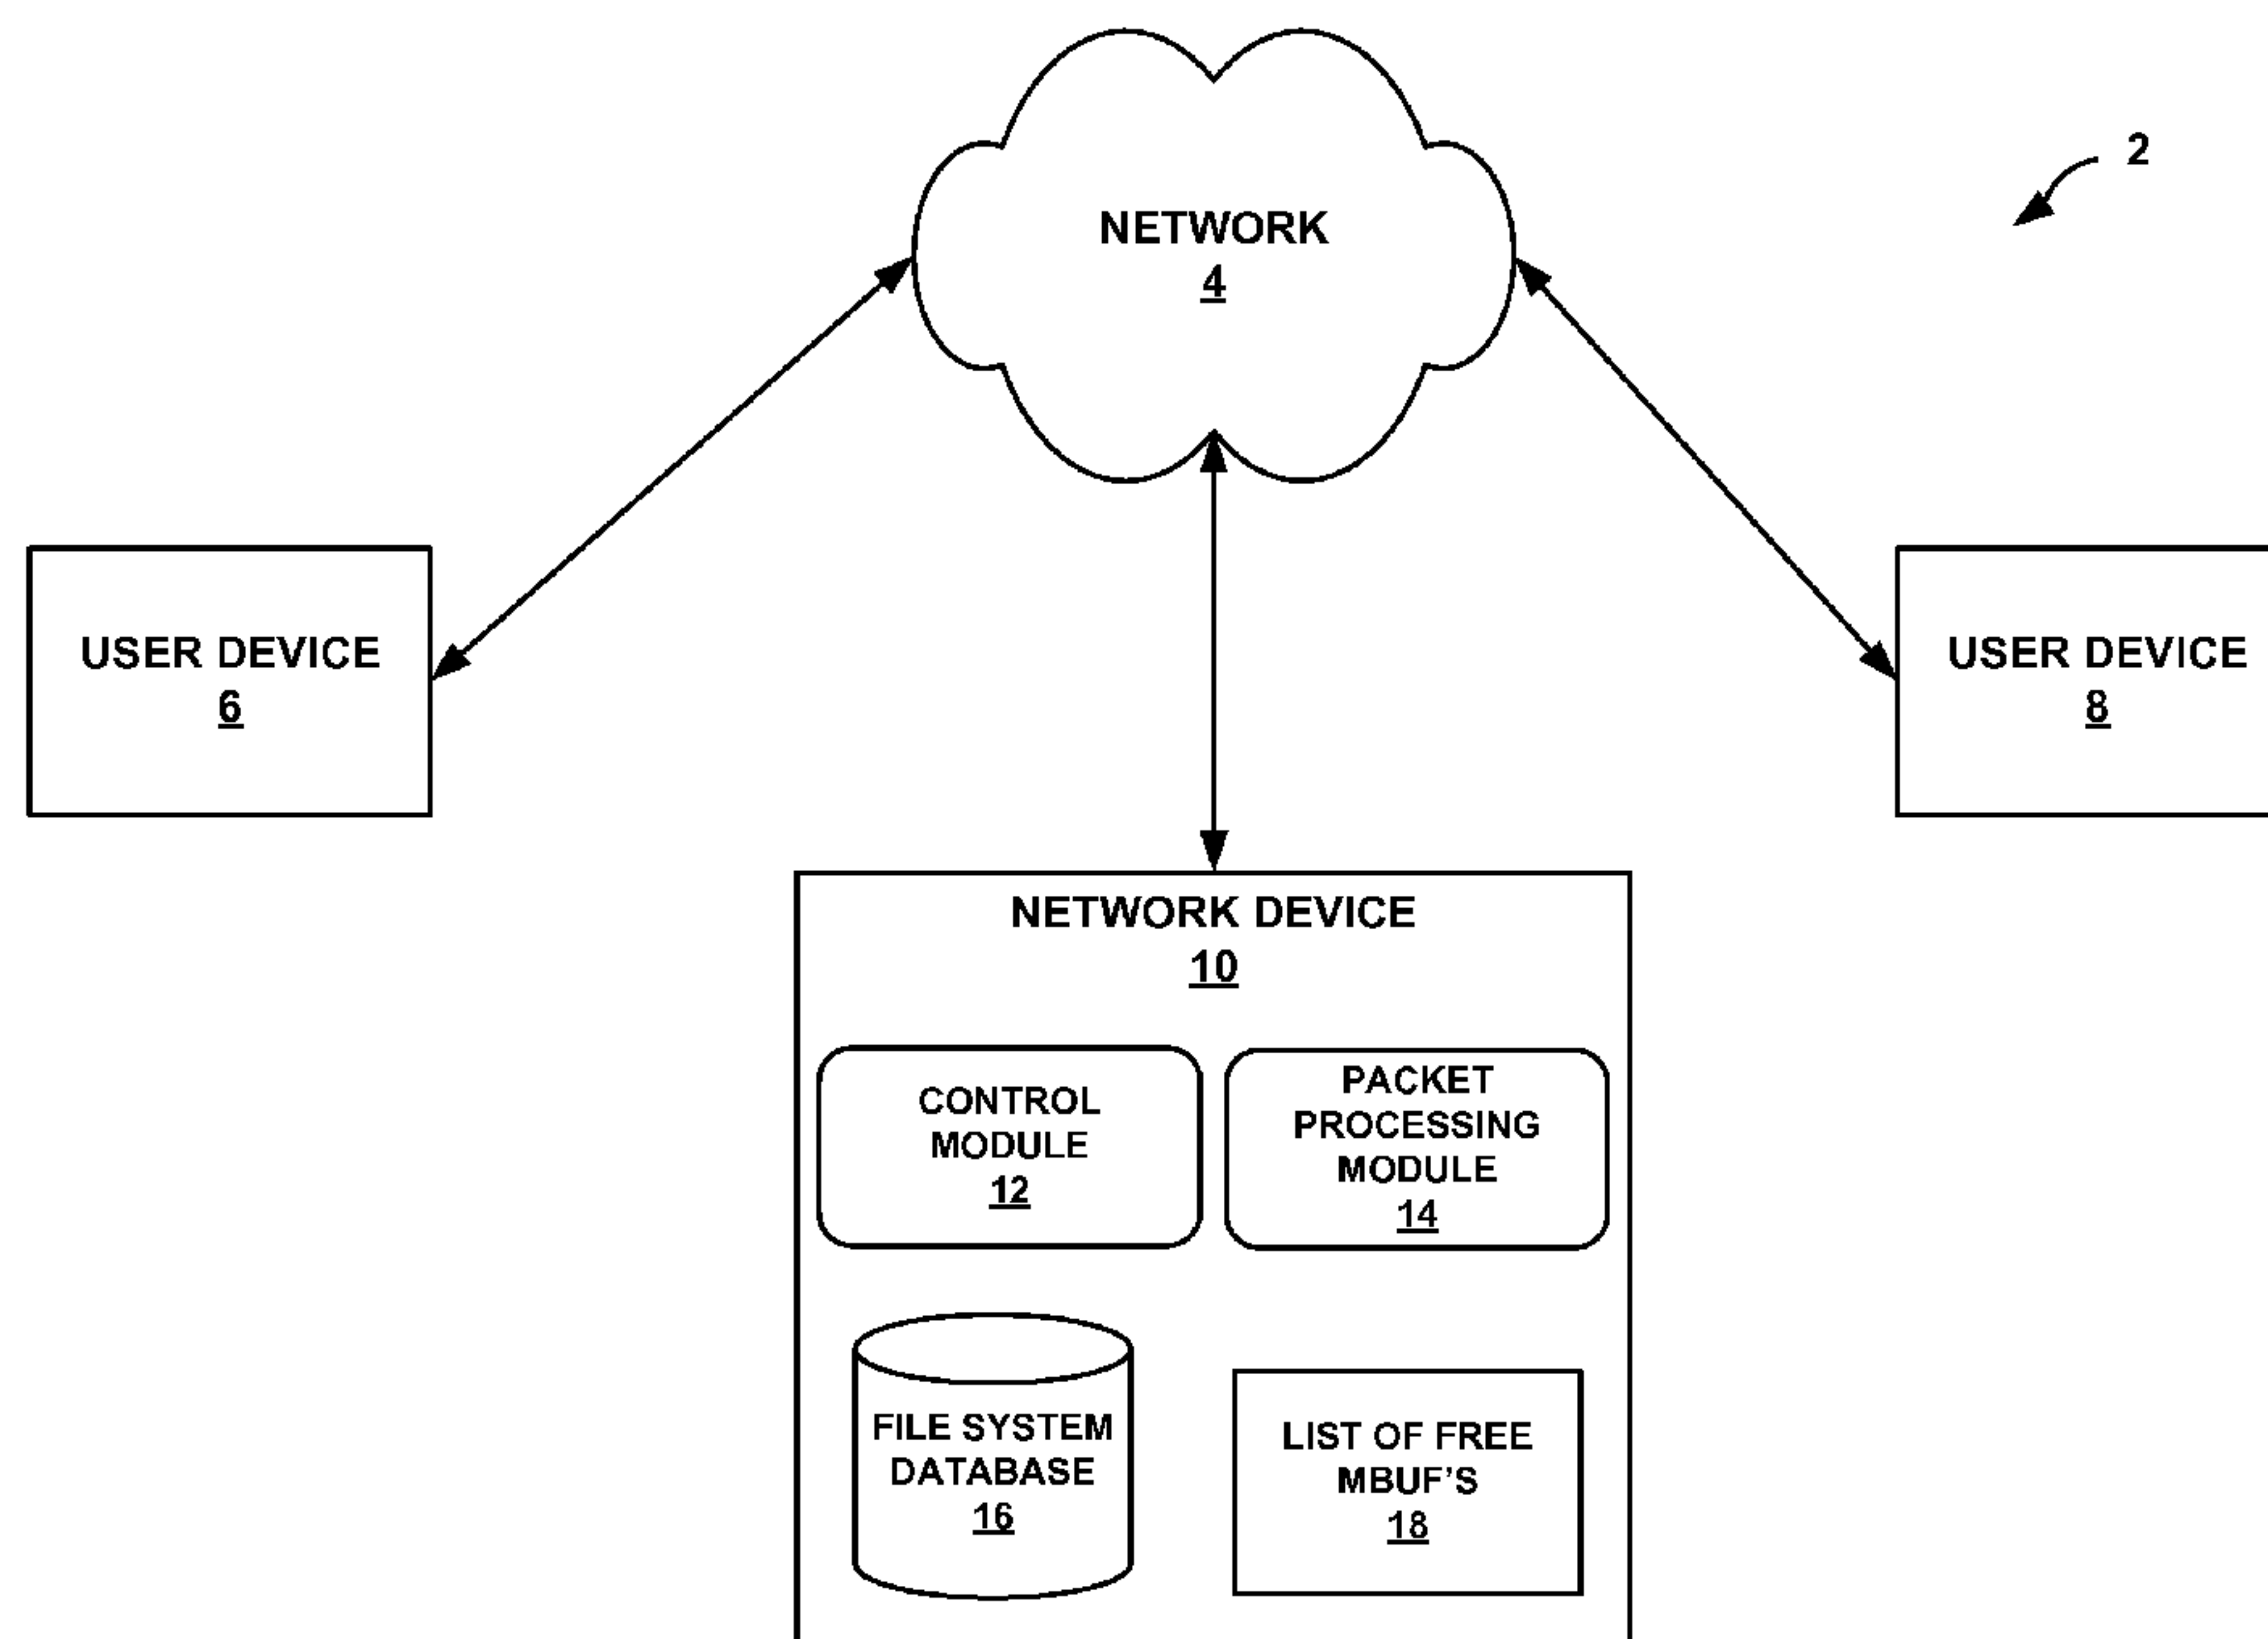 2
NETWORK
4
USER DEVICE
6
USER DEVICE
8
NETWORK DEVICE
10
CONTROL
MODULE
12
PACKET
PROCESSING
MODULE
14
FILE SYSTEM
DATABASE
16
LIST OF FREE
MBUF'S
18